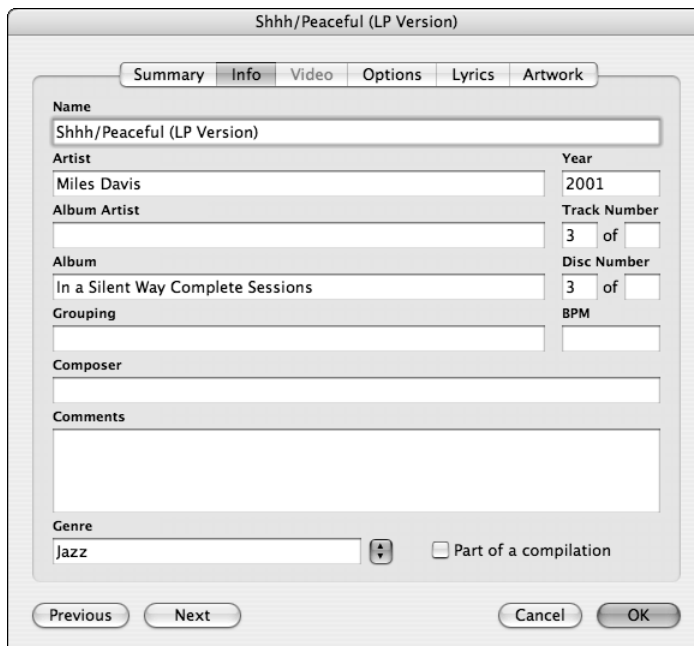 Shhh/Peaceful (LP Version)
Summary Info Video Options Lyrics Artwork
Name
Shhh/Peaceful (LP Version)
Artist Year
Miles Davis 2001
Album Artist Track Number
3 of
Album Disc Number
In a Silent Way Complete Sessions 3 of
Grouping BPM
Composer
Comments
Genre
Jazz Part of a compilation
Previous Next Cancel OK